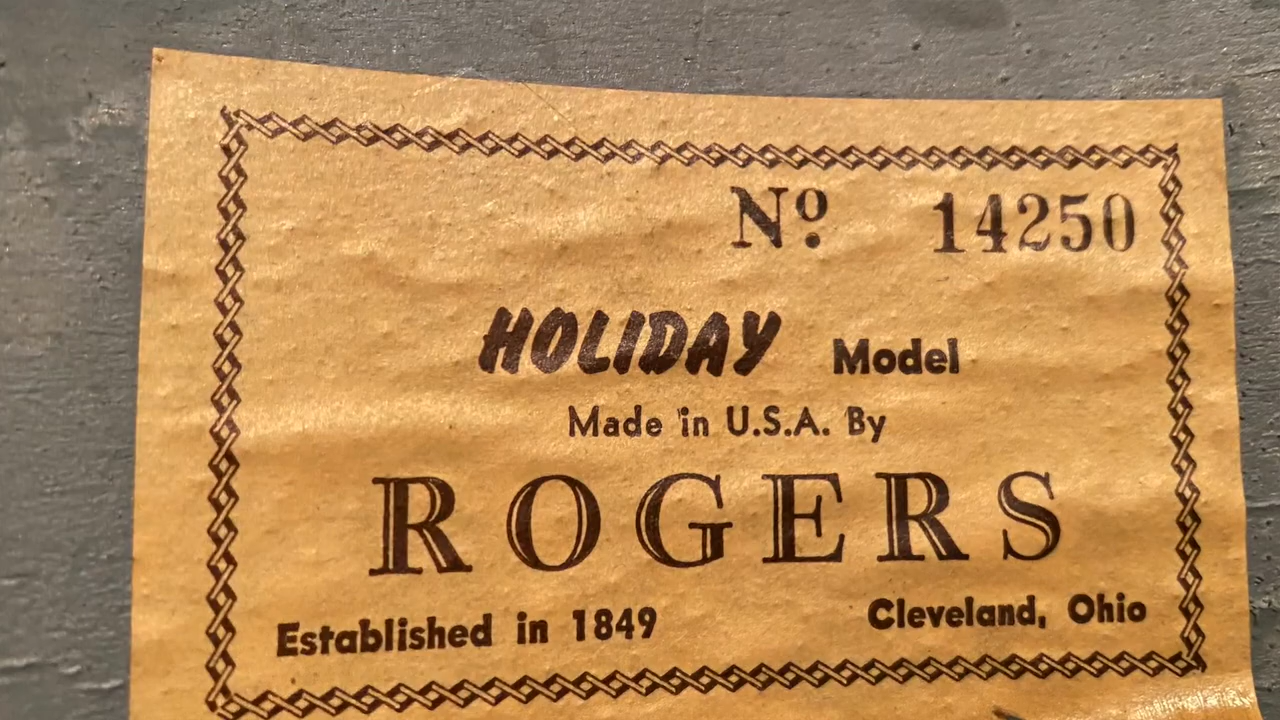 Nº 14250
HOLIDAY Model
Made in U.S.A. By
ROGERS
Established in 1849 Cleveland, Ohio